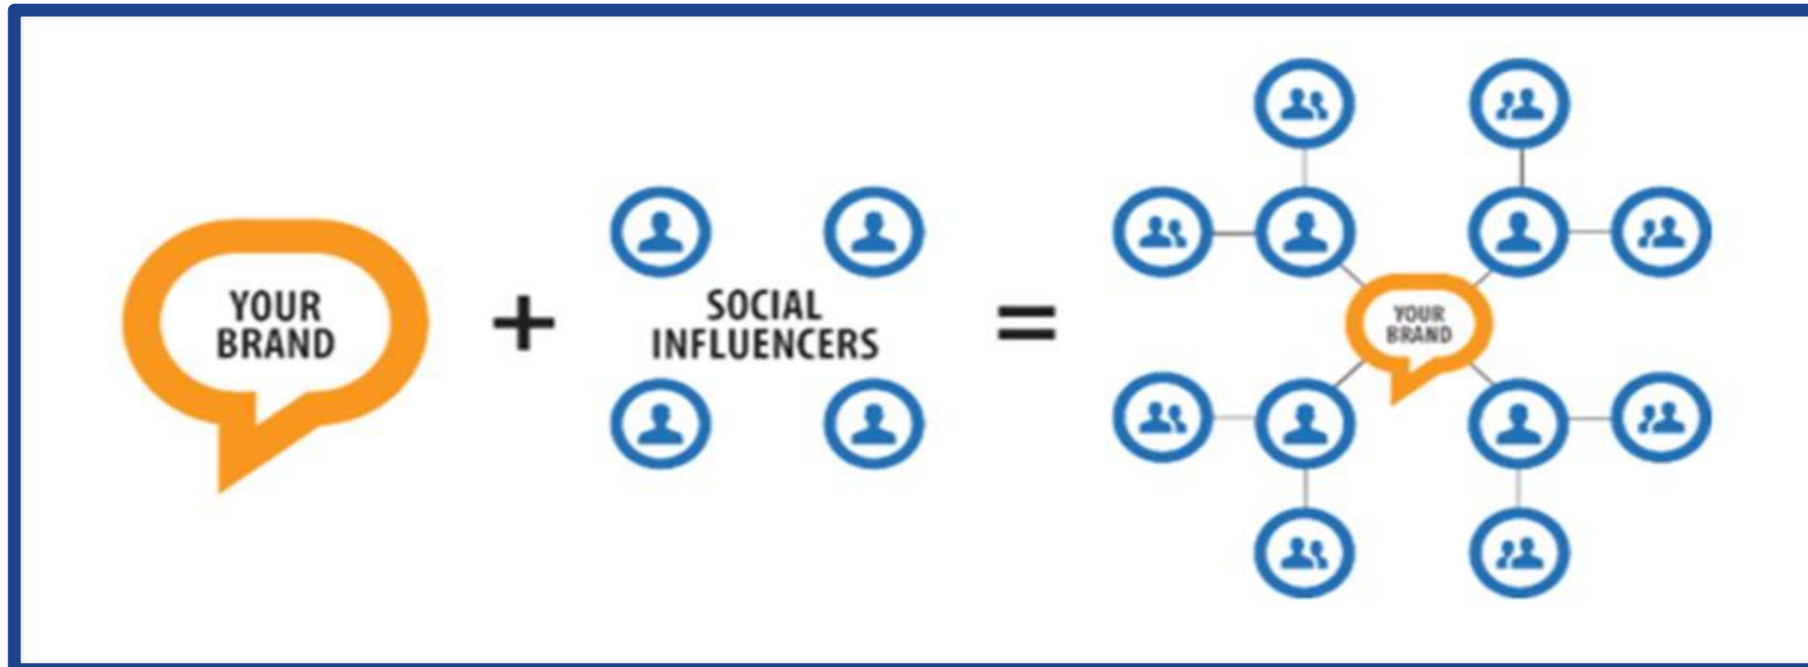 YOUR
BRAND
+
SOCIAL
INFLUENCERS
=
YOUR
BRAND